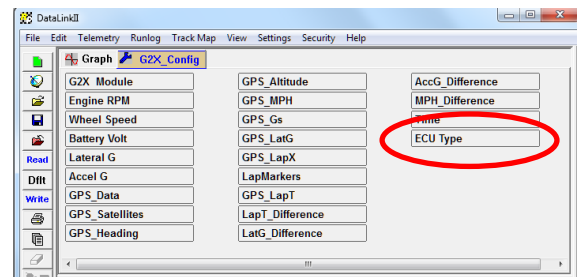 DataLinkII
File Edit Telemetry Runlog Track Map View Settings Security Help
Graph G2X_Config
G2X Module GPS_Altitude AccG_Difference
Engine RPM GPS_MPH MPH_Difference
Wheel Speed GPS_Gs Time
Battery Volt GPS_LatG ECU Type
Lateral G GPS_LapX
Accel G LapMarkers
GPS_Data GPS_LapT
GPS_Satellites LapT_Difference
GPS_Heading LatG_Difference
Read
Dflt
Write